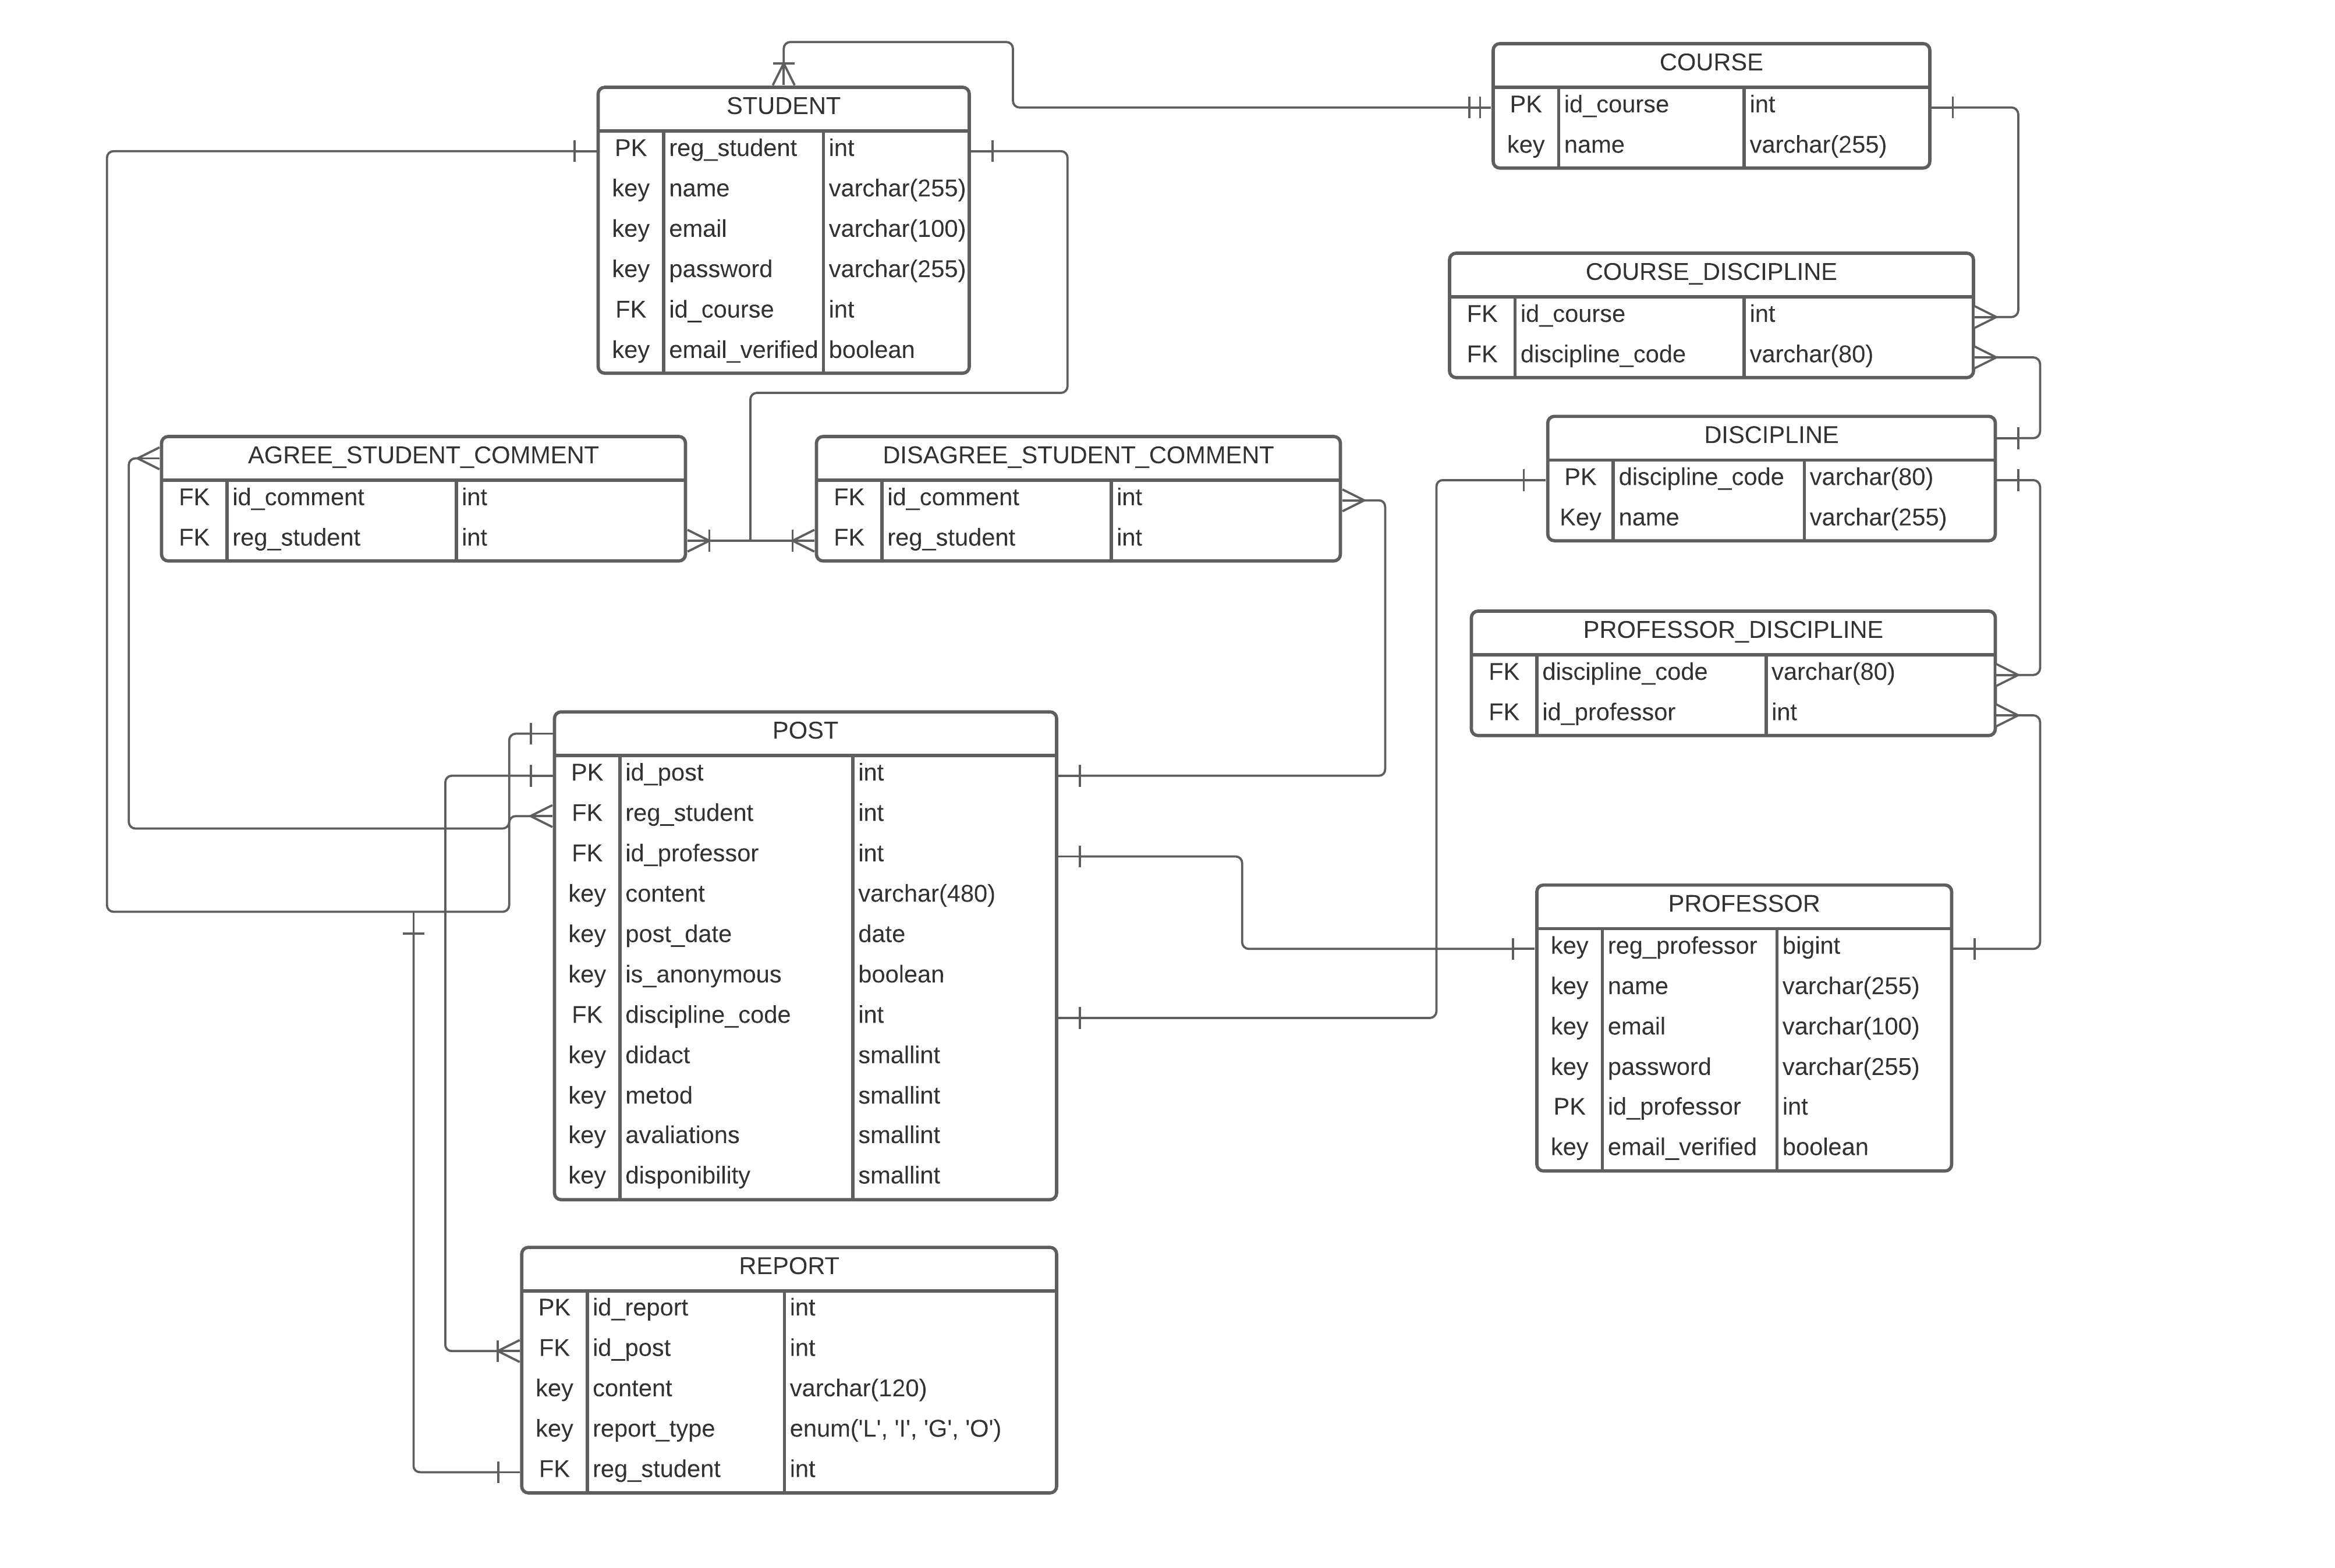 STUDENT
PK reg_student int
key name varchar(255)
key email varchar(100)
key password varchar(255)
FK id_course int
key email_verified boolean
COURSE
PK id_course int
key name varchar(255)
COURSE_DISCIPLINE
FK id_course int
FK discipline_code varchar(80)
AGREE_STUDENT_COMMENT
FK id_comment int
FK reg_student int
DISAGREE_STUDENT_COMMENT
FK id_comment int
FK reg_student int
DISCIPLINE
PK discipline_code varchar(80)
Key name varchar(255)
PROFESSOR_DISCIPLINE
FK discipline_code varchar(80)
FK id_professor int
POST
PK id_post int
FK reg_student int
FK id_professor int
key content varchar(480)
key post_date date
key is_anonymous boolean
FK discipline_code int
key didact smallint
key metod smallint
key avaliations smallint
key disponibility smallint
PROFESSOR
key reg_professor bigint
key name varchar(255)
key email varchar(100)
key password varchar(255)
PK id_professor int
key email_verified boolean
REPORT
PK id_report int
FK id_post int
key content varchar(120)
key report_type enum('L', 'I', 'G', 'O')
FK reg_student int